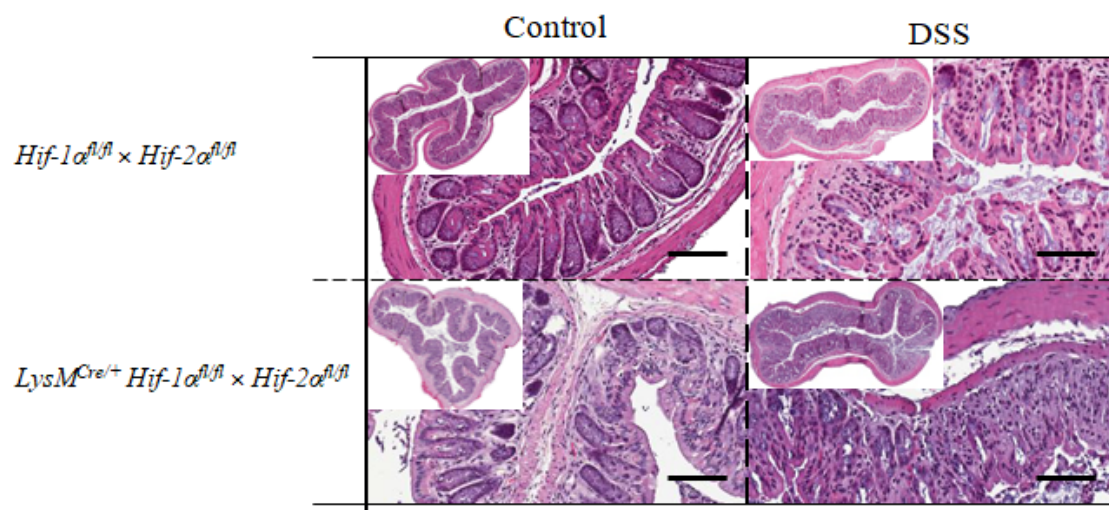 Control DSS
Hif-1α^fl/fl × Hif-2α^fl/fl
LysM^Cre/+ Hif-1α^fl/fl × Hif-2α^fl/fl